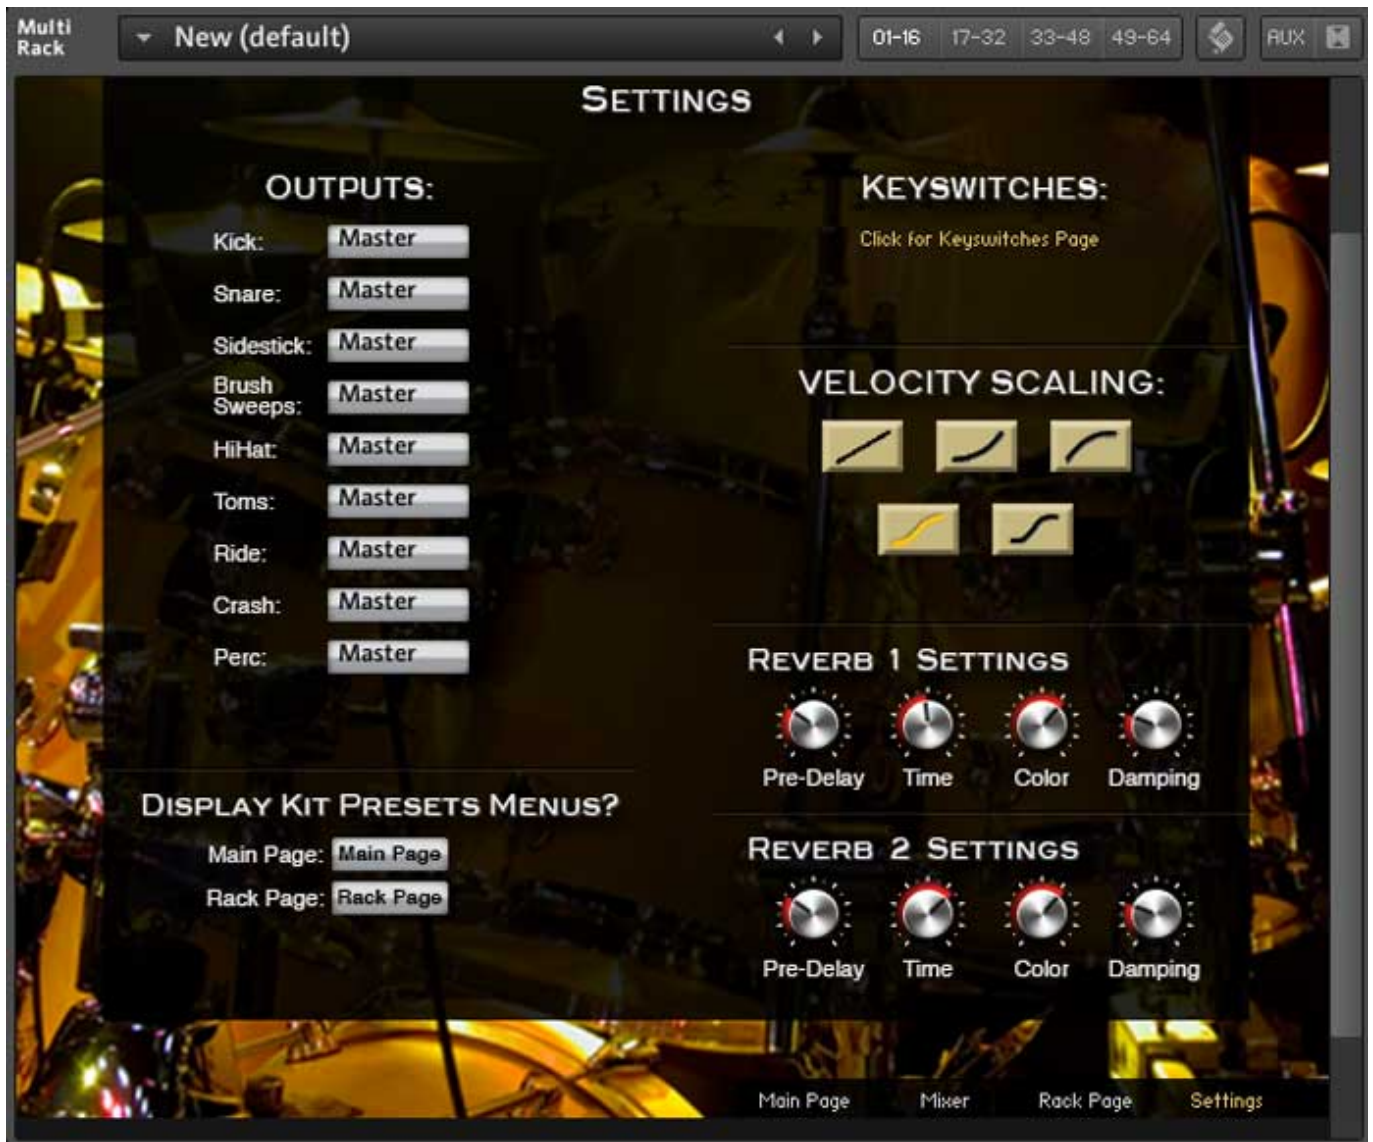 Multi
Rack
New (default)
01-16 17-32 33-48 49-64
AUX
SETTINGS
OUTPUTS:
Kick: Master
Snare: Master
Sidestick: Master
Brush
Sweeps: Master
HiHat: Master
Toms: Master
Ride: Master
Crash: Master
Perc: Master
DISPLAY KIT PRESETS MENUS?
Main Page: Main Page
Rack Page: Rack Page
KEYSWITCHES:
Click for Keyswitches Page
VELOCITY SCALING:
REVERB 1 SETTINGS
Pre-Delay Time Color Damping
REVERB 2 SETTINGS
Pre-Delay Time Color Damping
Main Page Mixer Rack Page Settings